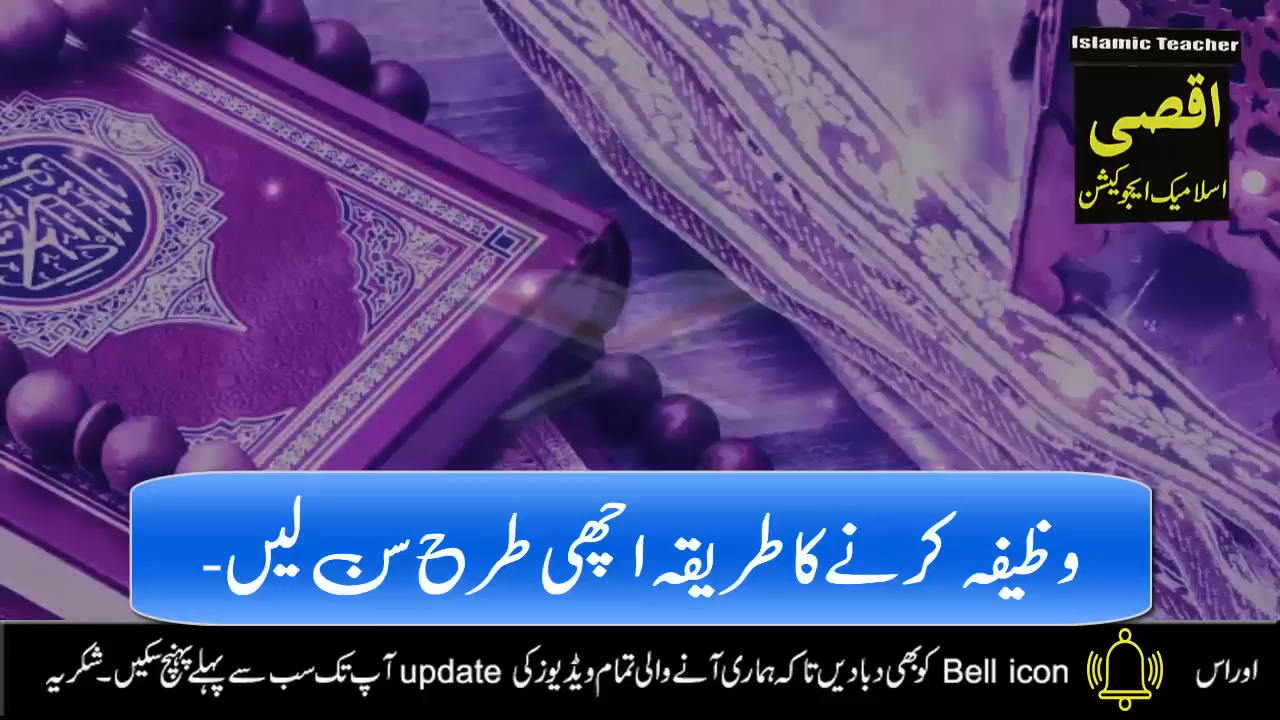 Islamic Teacher
اقصی
اسلامیک ایجوکیشن
وظیفہ کرنے کا طریقہ اچھی طرح سن لیں۔
اور اس Bell icon کو بھی دبا دیں تا کہ ہماری آنے والی تمام ویڈیوز کی update آپ تک سب سے پہلے پہنچ سکیں۔ شکریہ